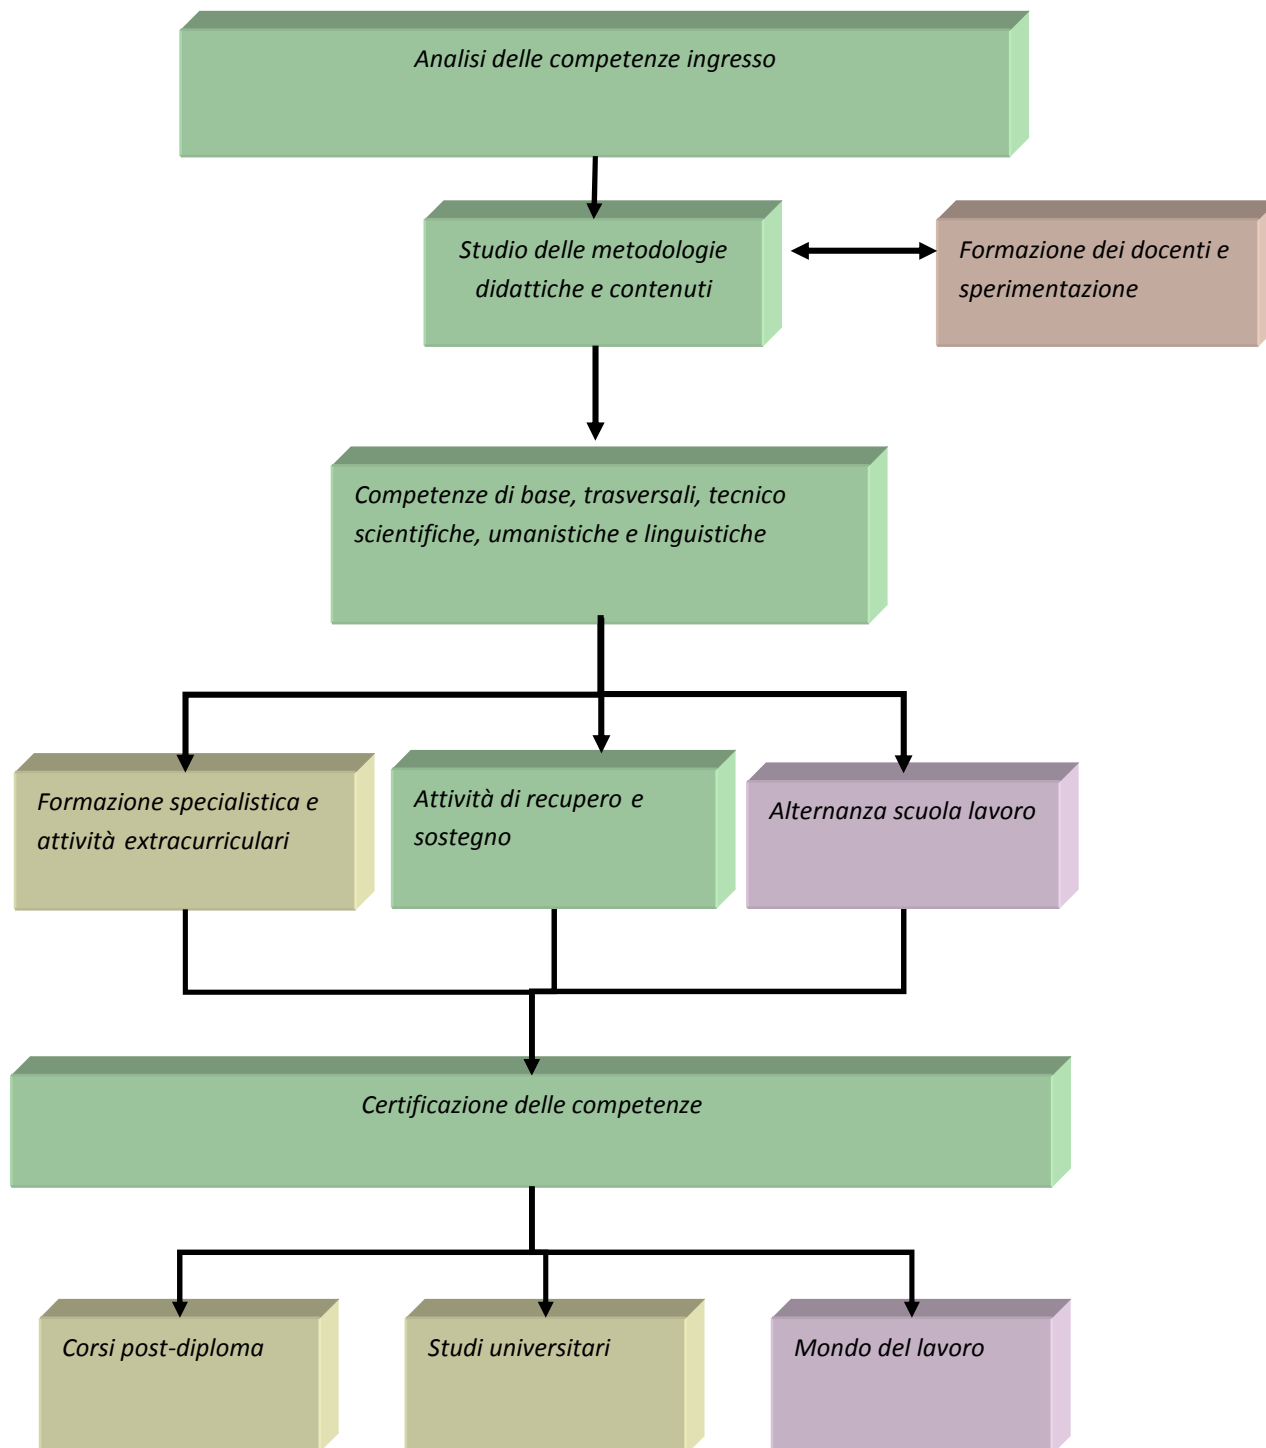 Analisi delle competenze ingresso
Studio delle metodologie
didattiche e contenuti
Formazione dei docenti e
sperimentazione
Competenze di base, trasversali, tecnico
scientifiche, umanistiche e linguistiche
Formazione specialistica e
attività extracurriculari
Attività di recupero e
sostegno
Alternanza scuola lavoro
Certificazione delle competenze
Corsi post-diploma
Studi universitari
Mondo del lavoro